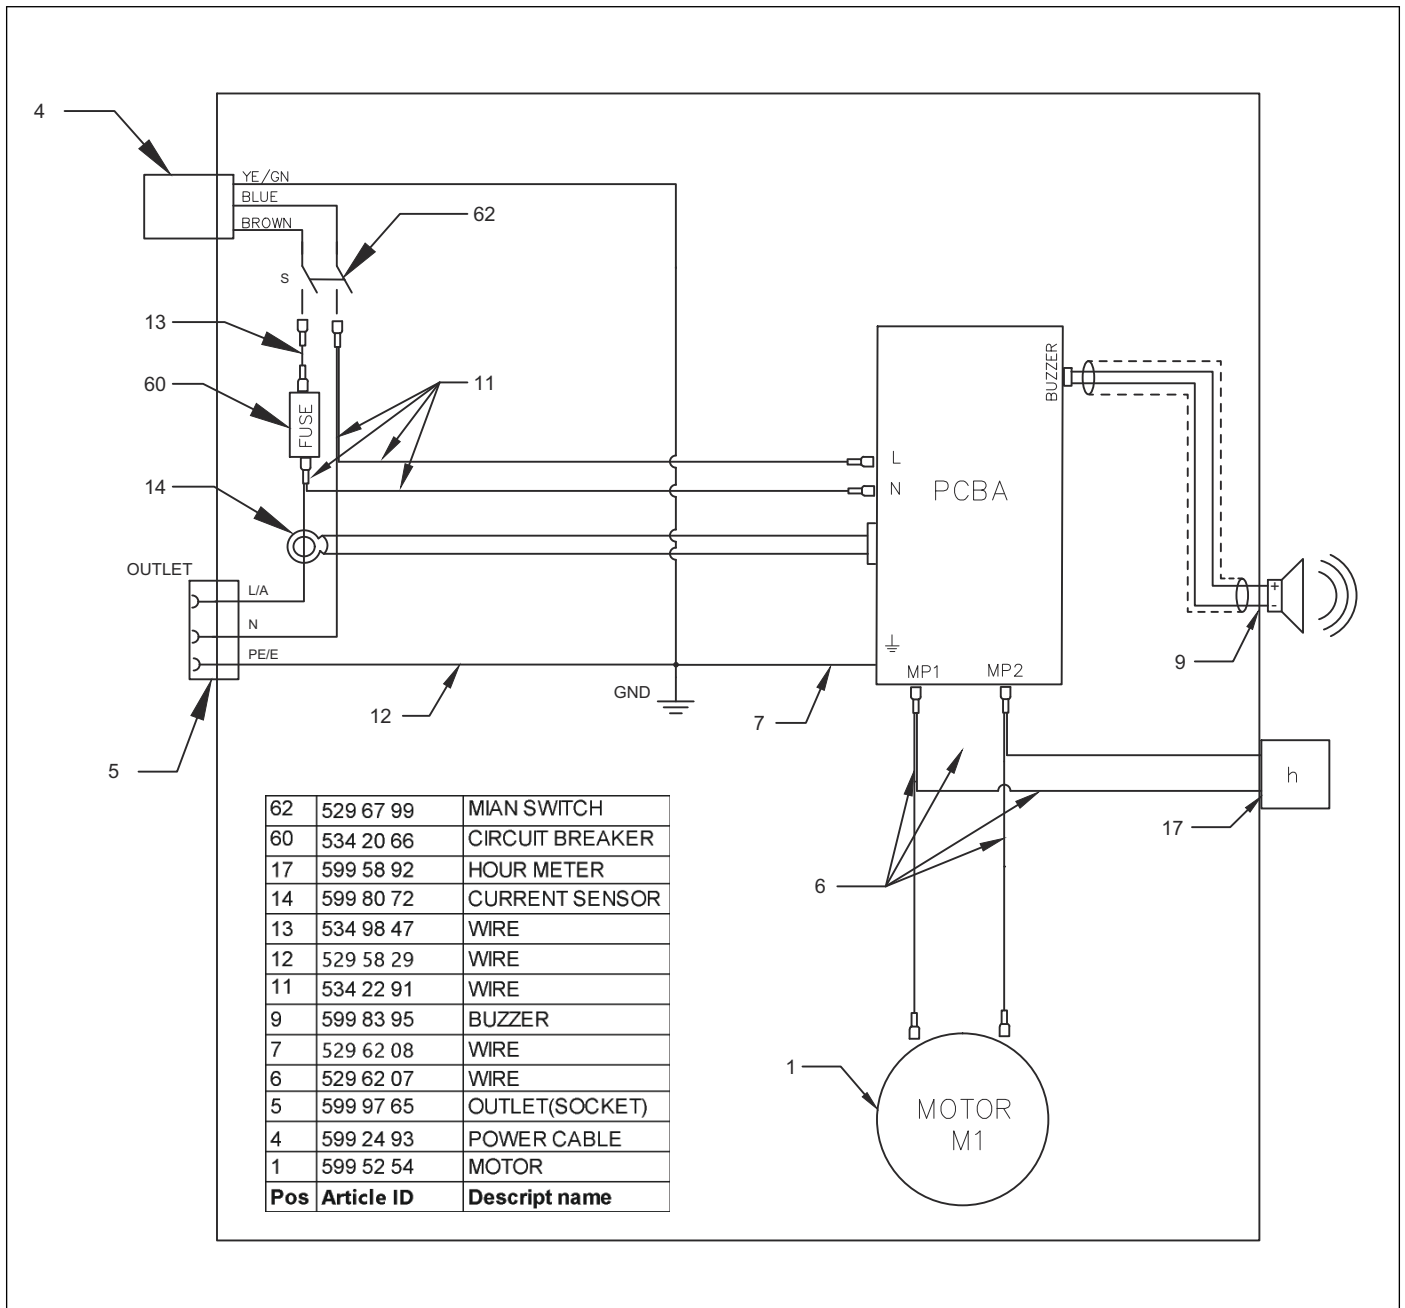 4
YE/GN
BLUE
BROWN
62
S
13
60
FUSE
11
14
BUZZER
L
N
PCBA
OUTLET
L/A
N
PE/E
+
-
9
MP1
MP2
GND
12
7
5
h
17
6
1
MOTOR
M1
62 529 67 99 MIAN SWITCH
60 534 20 66 CIRCUIT BREAKER
17 599 58 92 HOUR METER
14 599 80 72 CURRENT SENSOR
13 534 98 47 WIRE
12 529 58 29 WIRE
11 534 22 91 WIRE
9 599 83 95 BUZZER
7 529 62 08 WIRE
6 529 62 07 WIRE
5 599 97 65 OUTLET(SOCKET)
4 599 24 93 POWER CABLE
1 599 52 54 MOTOR
Pos Article ID Descript name